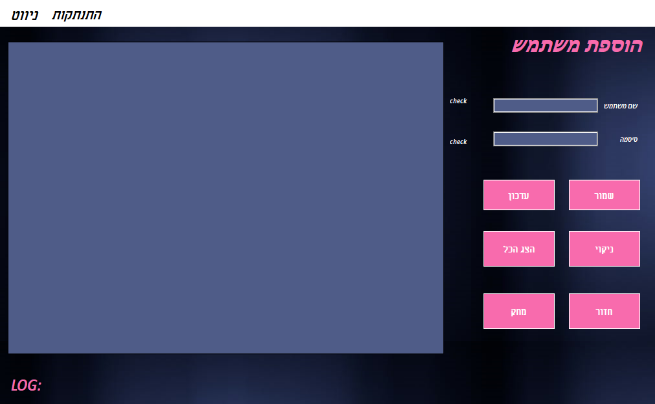 ניווט התנתקות
הוספת משתמש
שם משתמש
check
סיסמה
check
שמור עדכון
ניקוי הצג הכל
חזור מחק
LOG: